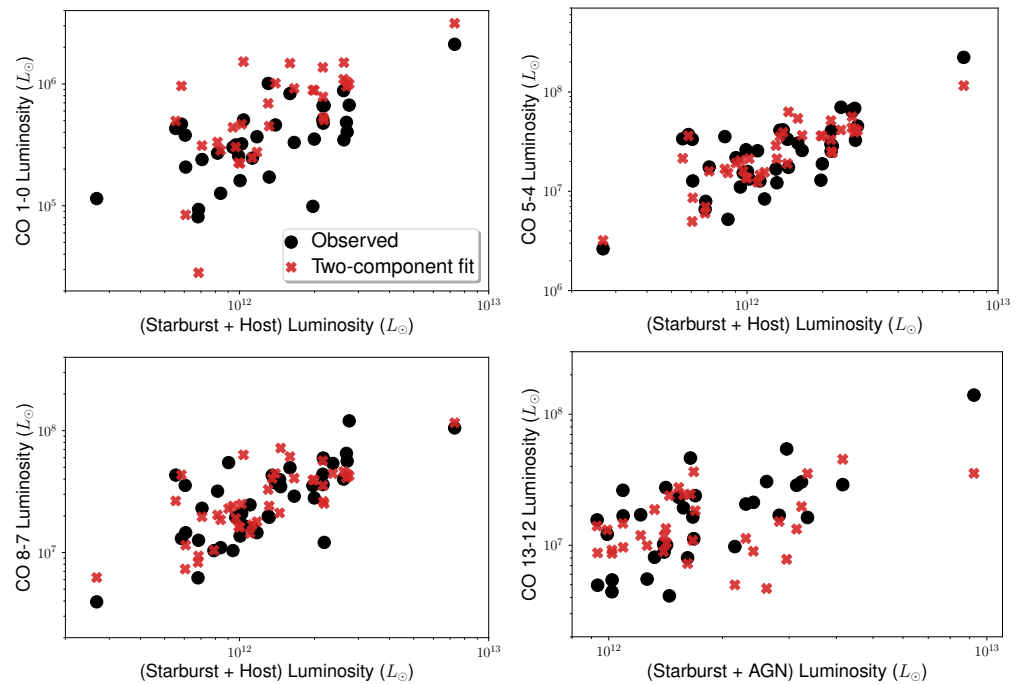 CO 1-0 Luminosity (L☉)
10^6
10^5
Observed
Two-component fit
10^12
10^13
(Starburst + Host) Luminosity (L☉)
CO 5-4 Luminosity (L☉)
10^8
10^7
10^6
10^12
10^13
(Starburst + Host) Luminosity (L☉)
CO 8-7 Luminosity (L☉)
10^8
10^7
10^12
10^13
(Starburst + Host) Luminosity (L☉)
CO 13-12 Luminosity (L☉)
10^8
10^7
10^12
10^13
(Starburst + AGN) Luminosity (L☉)